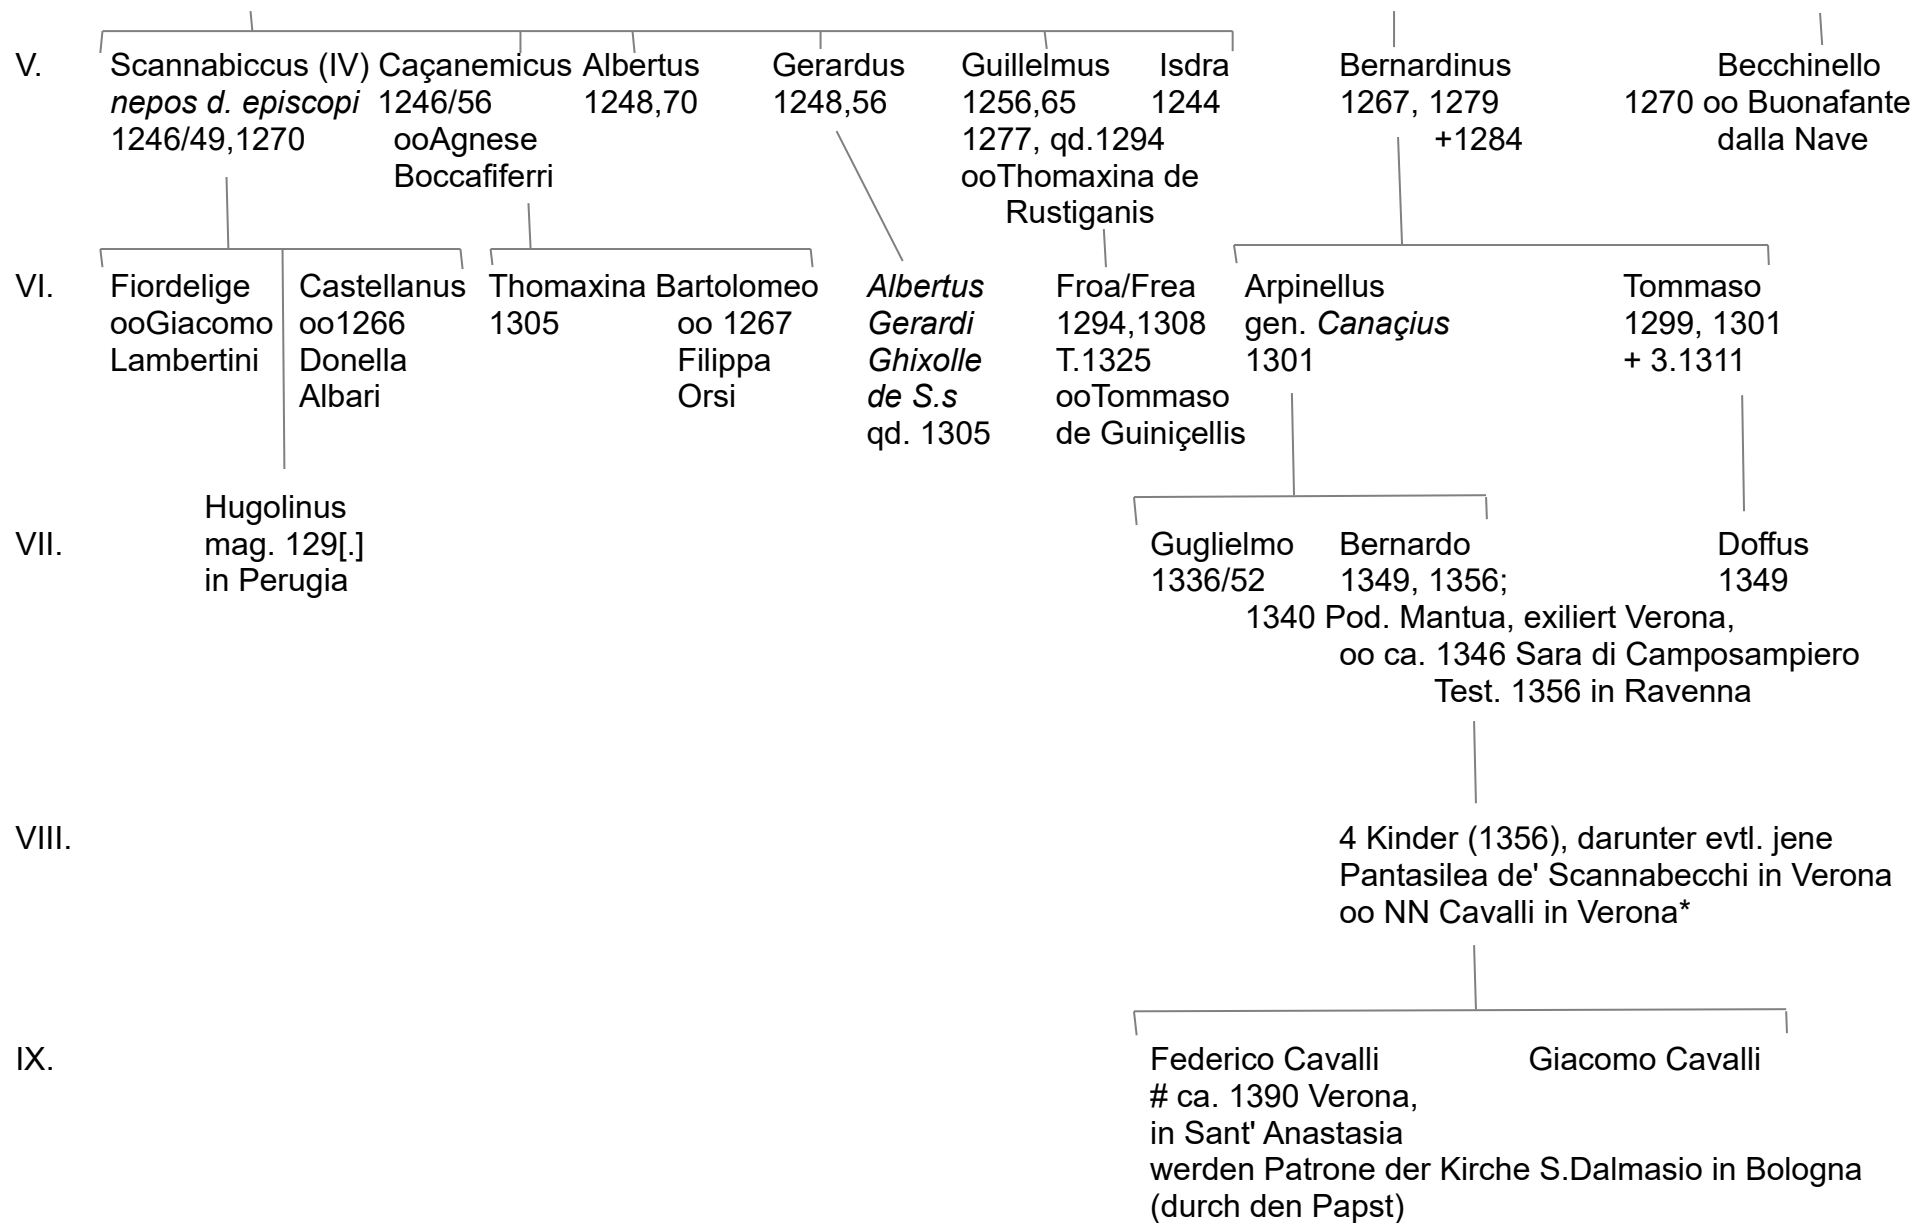 V. Scannabiccus (IV) Caçanemicus Albertus Gerardus Guillelmus Isdra Bernardinus Becchinello
nepos d. episcopi 1246/56 1248,70 1248,56 1256,65 1244 1267, 1279 1270 oo Buonafante
1246/49,1270 ooAgnese 1277, qd.1294 +1284 dalla Nave
Boccafiferri ooThomaxina de
Rustiganis
VI. Fiordelige Castellanus Thomaxina Bartolomeo Albertus Froa/Frea Arpinellus Tommaso
ooGiacomo oo1266 1305 oo 1267 Gerardi 1294,1308 gen. Canaçius 1299, 1301
Lambertini Donella Filippa Ghixolle T.1325 1301 + 3.1311
Albari Orsi de S.s ooTommaso
qd. 1305 de Guiniçellis
Hugolinus
VII. mag. 129[.] Guglielmo Bernardo Doffus
in Perugia 1336/52 1349, 1356; 1349
1340 Pod. Mantua, exiliert Verona,
oo ca. 1346 Sara di Camposampiero
Test. 1356 in Ravenna
VIII. 4 Kinder (1356), darunter evtl. jene
Pantasilea de' Scannabecchi in Verona
oo NN Cavalli in Verona*
IX. Federico Cavalli Giacomo Cavalli
# ca. 1390 Verona,
in Sant' Anastasia
werden Patrone der Kirche S.Dalmasio in Bologna
(durch den Papst)